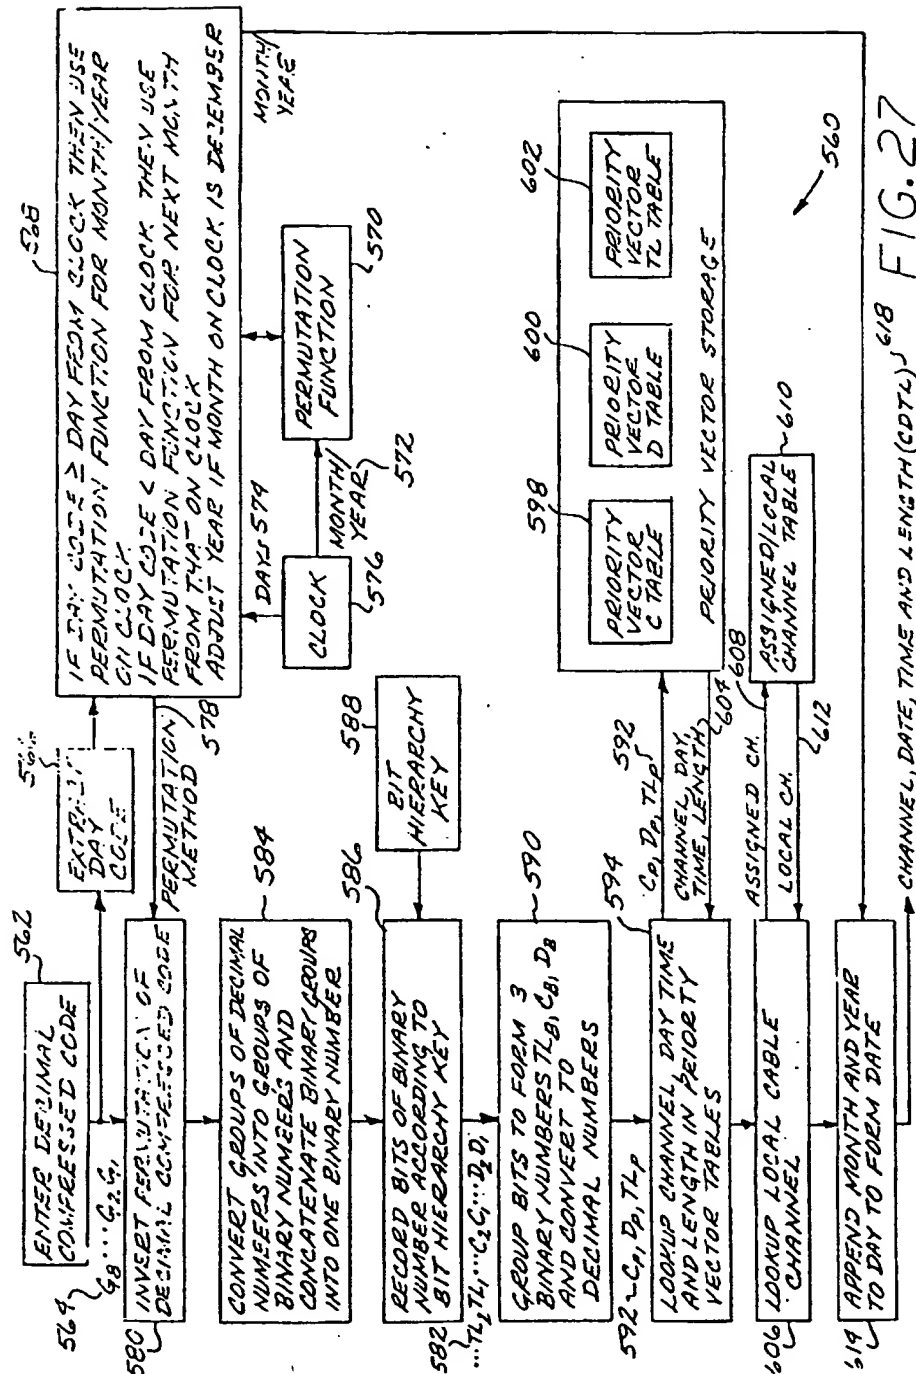 ENTER DECIMAL
COMPRESSED CODE
562
564
G8 ... G2 G1
EXTRACT
DAY
CODE
568
IF DAY CODE ≥ DAY FROM CLOCK THEN USE
PERMUTATION FUNCTION FOR MONTH/YEAR
ON CLOCK
IF DAY CODE < DAY FROM CLOCK THEN USE
PERMUTATION FUNCTION FOR NEXT MONTH
FROM THAT ON CLOCK
ADJUST YEAR IF MONTH ON CLOCK IS DECEMBER
MONTH/
YEAR
PERMUTATION
METHOD
578
DAYS 574
CLOCK
576
MONTH/
YEAR
572
PERMUTATION
FUNCTION
570
580
INVERT PERMUTATION OF
DECIMAL COMPRESSED CODE
584
CONVERT GROUPS OF DECIMAL
NUMBERS INTO GROUPS OF
BINARY NUMBERS AND
CONCATENATE BINARY GROUPS
INTO ONE BINARY NUMBER
586
RECORD BITS OF BINARY
NUMBER ACCORDING TO
BIT HIERARCHY KEY
588
BIT
HIERARCHY
KEY
582
...TL2 TL1 ...C2 C1 ...D2 D1
590
GROUP BITS TO FORM 3
BINARY NUMBERS TLB, CB, DB
AND CONVERT TO
DECIMAL NUMBERS
592 ~ CP, DP, TLP
594
LOOKUP CHANNEL, DAY TIME
AND LENGTH IN PRIORTY
VECTOR TABLES
592
CP, DP, TLP
CHANNEL, DAY,
TIME, LENGTH
604
598
PRIORITY
VECTOR
C TABLE
600
PRIORITY
VECTOR
D TABLE
602
PRIORITY
VECTOR
TL TABLE
PRIORITY VECTOR STORAGE
606
LOOKUP LOCAL CABLE
CHANNEL
ASSIGNED CH.
608
LOCAL CH.
612
ASSIGNED/LOCAL
CHANNEL TABLE
610
614
APPEND MONTH AND YEAR
TO DAY TO FORM DATE
CHANNEL, DATE, TIME AND LENGTH (CDTL)
618
560
FIG. 27